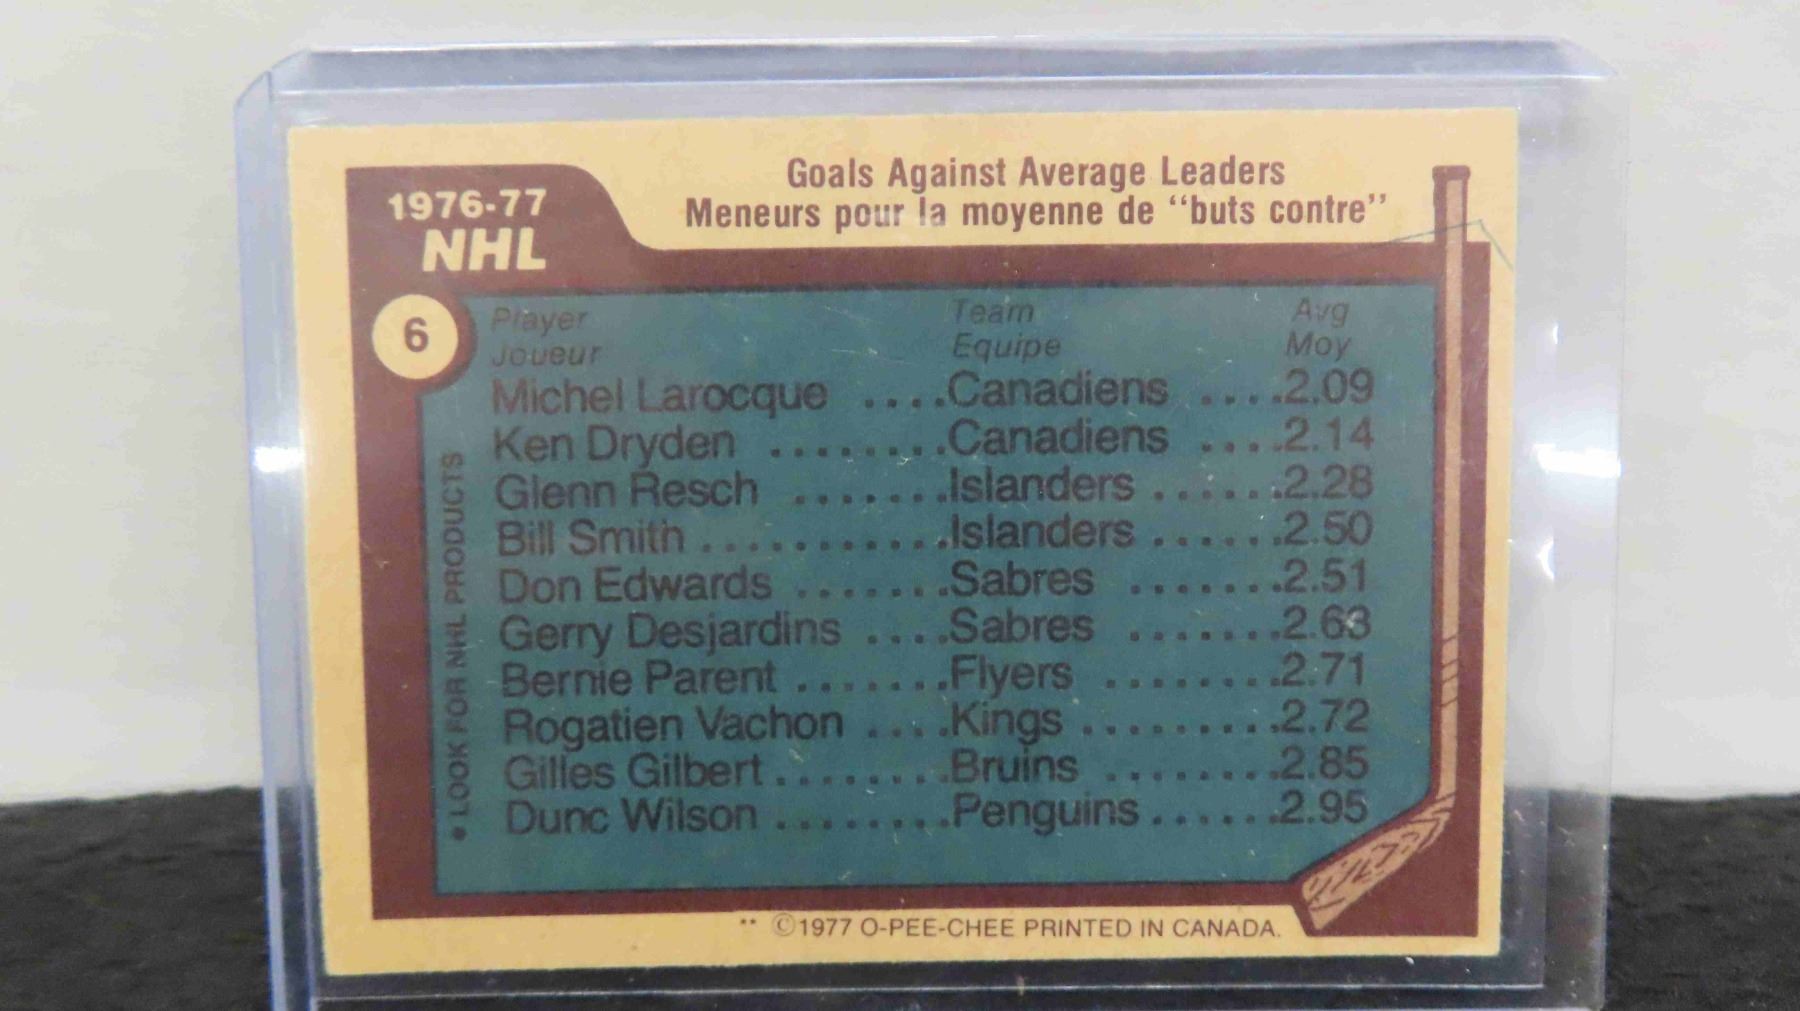 Goals Against Average Leaders
Meneurs pour la moyenne de “buts contre”
1976-77
NHL
6
Player Team Avg
Joueur Equipe Moy
Michel Larocque ....Canadiens ....2.09
Ken Dryden ........Canadiens ....2.14
Glenn Resch .......Islanders ......2.28
Bill Smith ...........Islanders ......2.50
Don Edwards .......Sabres .......2.51
Gerry Desjardins ....Sabres .......2.63
Bernie Parent .......Flyers ........2.71
Rogatien Vachon ....Kings .........2.72
Gilles Gilbert ........Bruins ........2.85
Dunc Wilson ........Penguins ......2.95
• LOOK FOR NHL PRODUCTS
** ©1977 O-PEE-CHEE PRINTED IN CANADA.